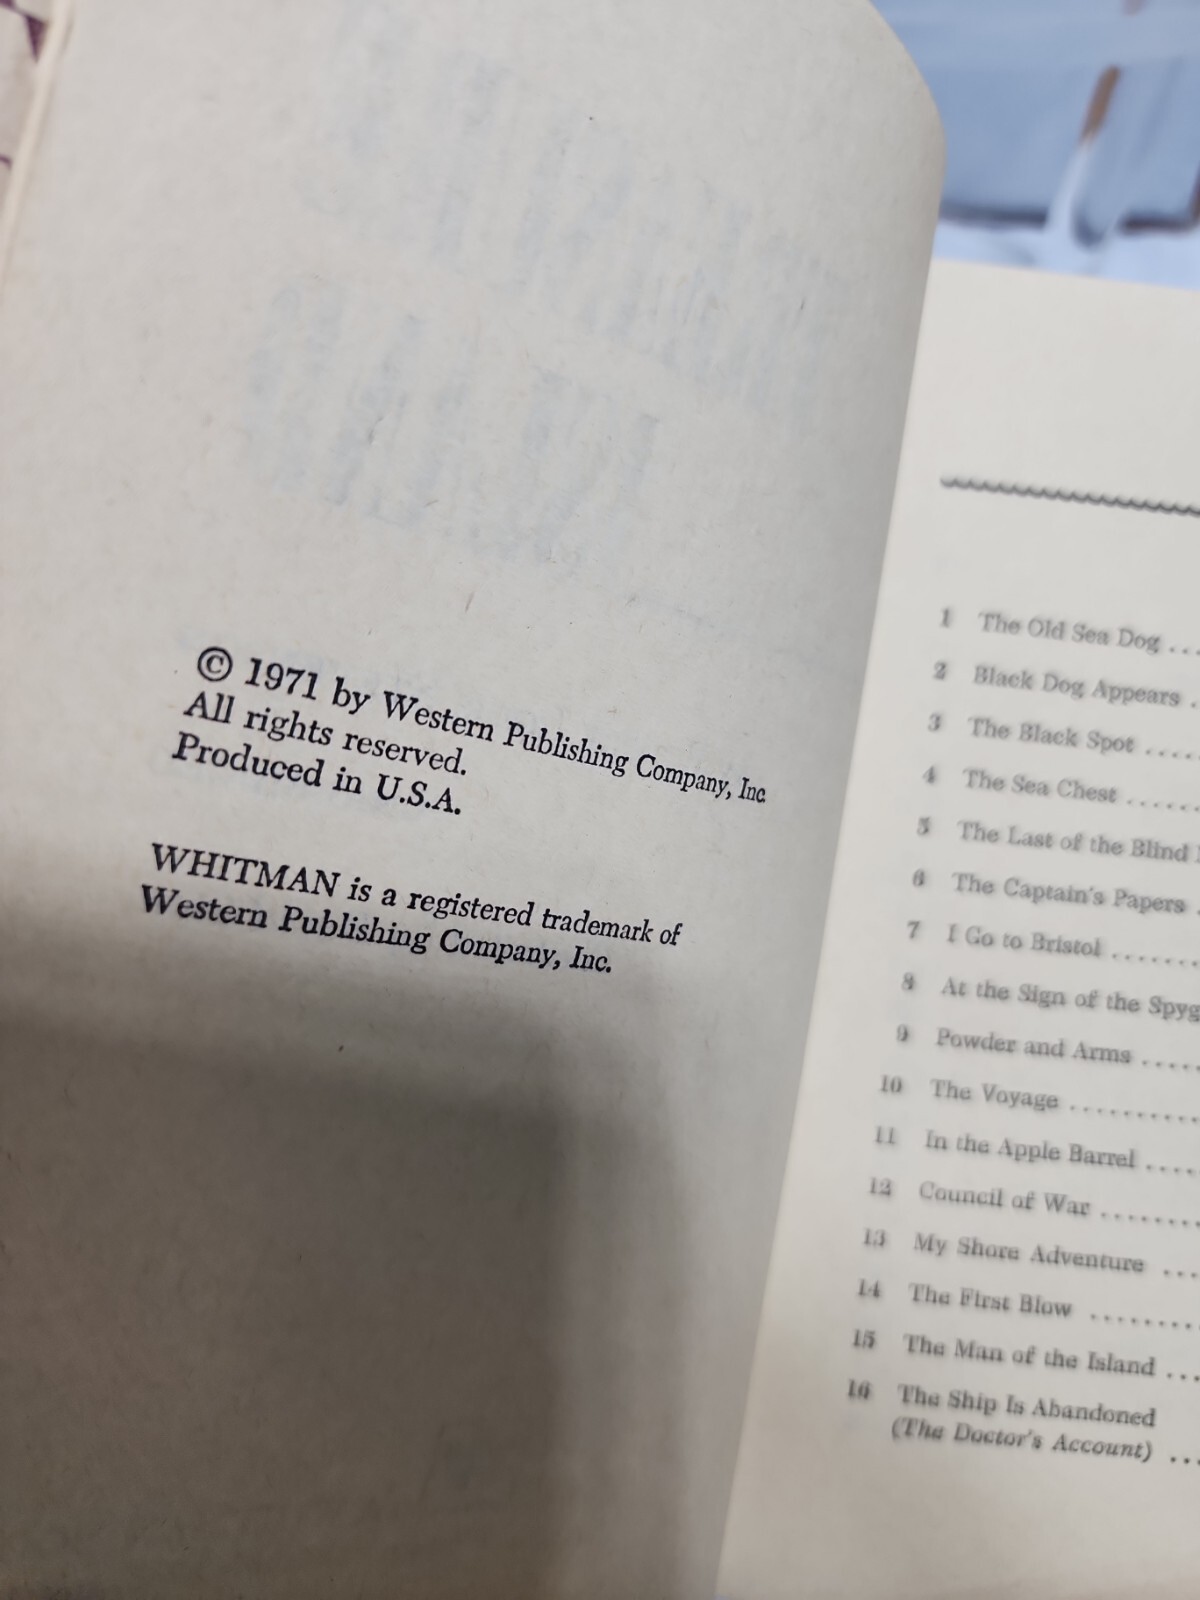 © 1971 by Western Publishing Company, Inc.
All rights reserved.
Produced in U.S.A.
WHITMAN is a registered trademark of
Western Publishing Company, Inc.
1 The Old Sea Dog ...
2 Black Dog Appears .
3 The Black Spot ....
4 The Sea Chest ......
5 The Last of the Blind
6 The Captain's Papers .
7 I Go to Bristol .......
8 At the Sign of the Spyg
9 Powder and Arms .....
10 The Voyage ..........
11 In the Apple Barrel ....
12 Council of War ........
13 My Shore Adventure ...
14 The First Blow ........
15 The Man of the Island ...
16 The Ship Is Abandoned
(The Doctor's Account) ...